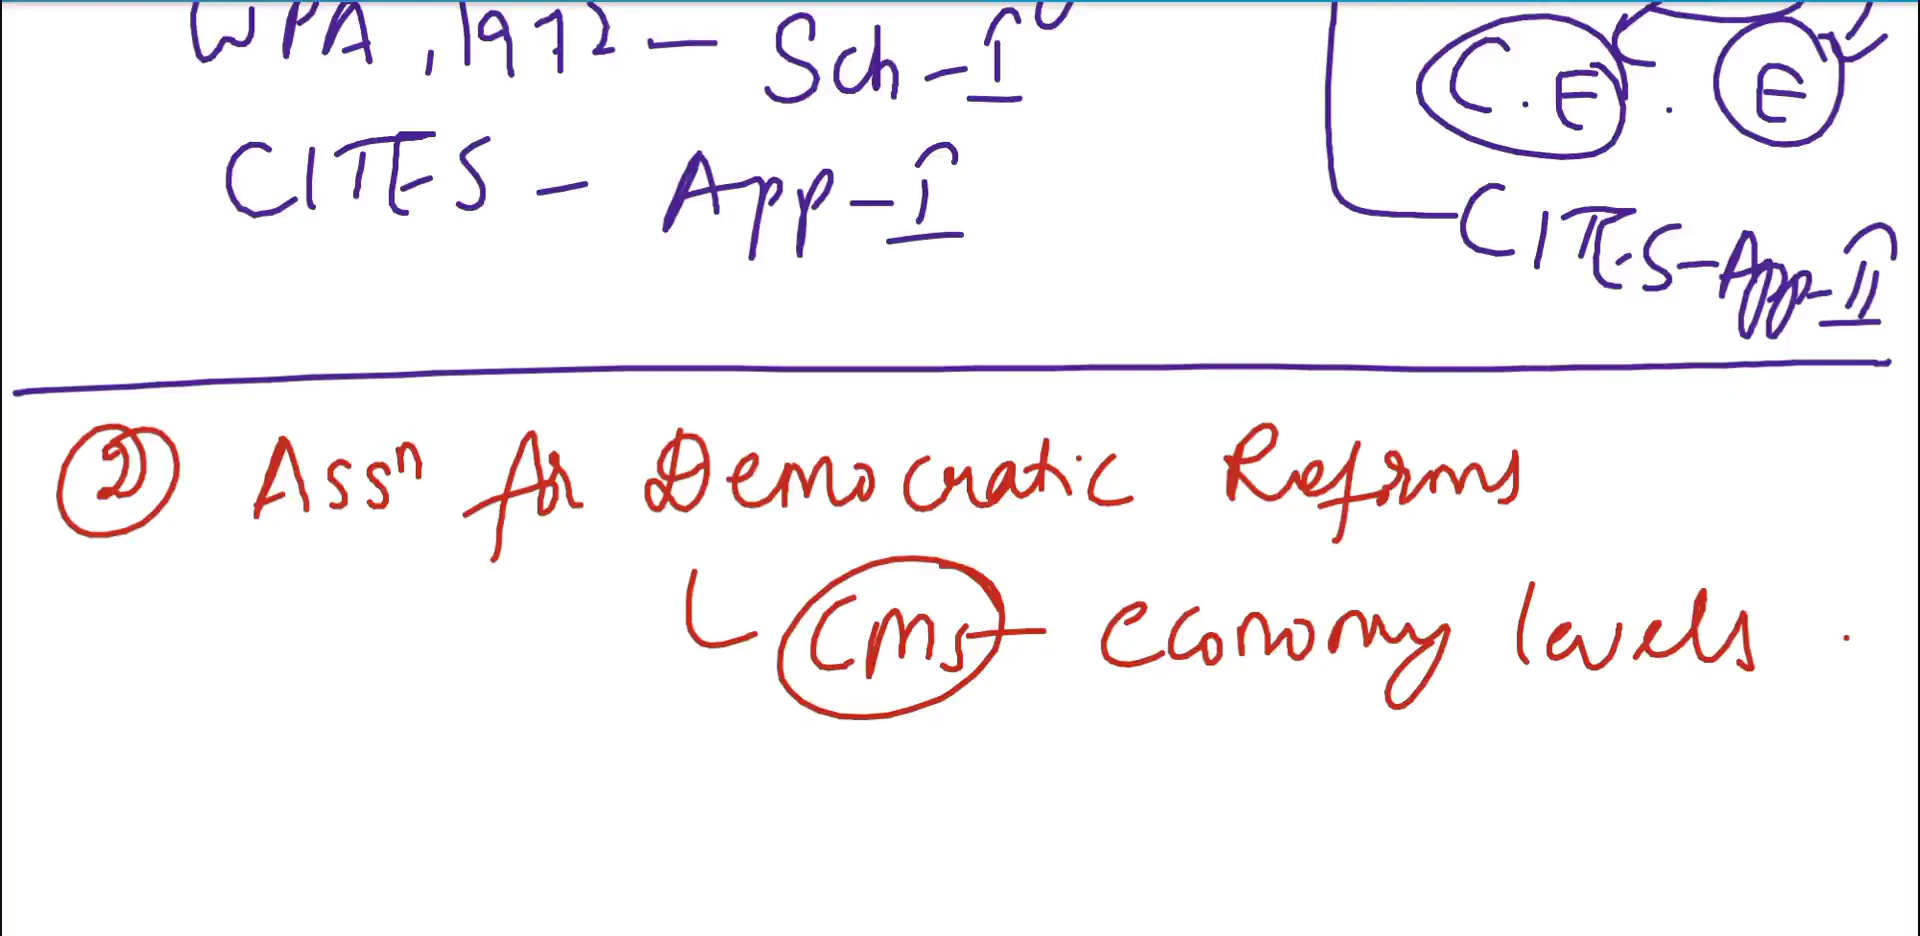 WPA, 1972 - Sch-I
C.E. E
CITES - App-I
CITES-App-II
2 Assn for Democratic Reforms
CMs - economy levels.